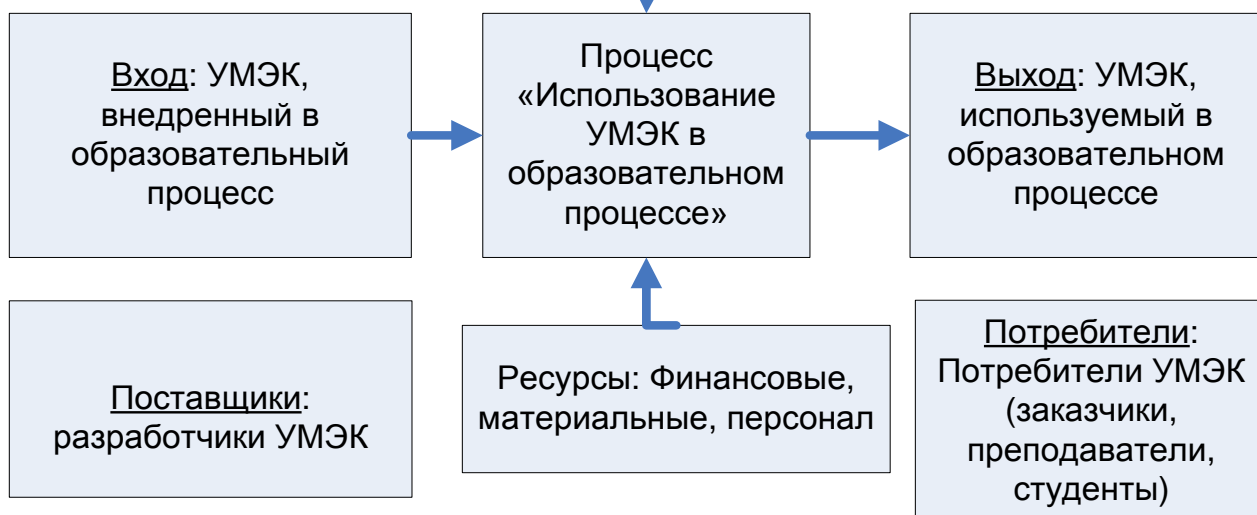 Вход: УМЭК,
внедренный в
образовательный
процесс
Процесс
«Использование
УМЭК в
образовательном
процессе»
Выход: УМЭК,
используемый в
образовательном
процессе
Поставщики:
разработчики УМЭК
Ресурсы: Финансовые,
материальные, персонал
Потребители:
Потребители УМЭК
(заказчики,
преподаватели,
студенты)